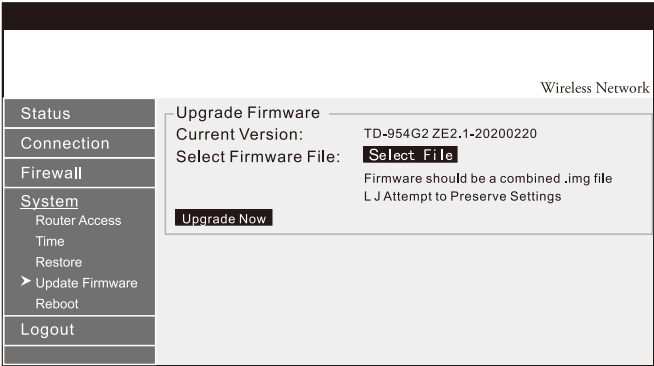 Wireless Network
Status
Connection
Firewall
System
Router Access
Time
Restore
➤ Update Firmware
Reboot
Logout
Upgrade Firmware
Current Version: TD-954G2 ZE2.1-20200220
Select Firmware File: Select File
Firmware should be a combined .img file
L J Attempt to Preserve Settings
Upgrade Now